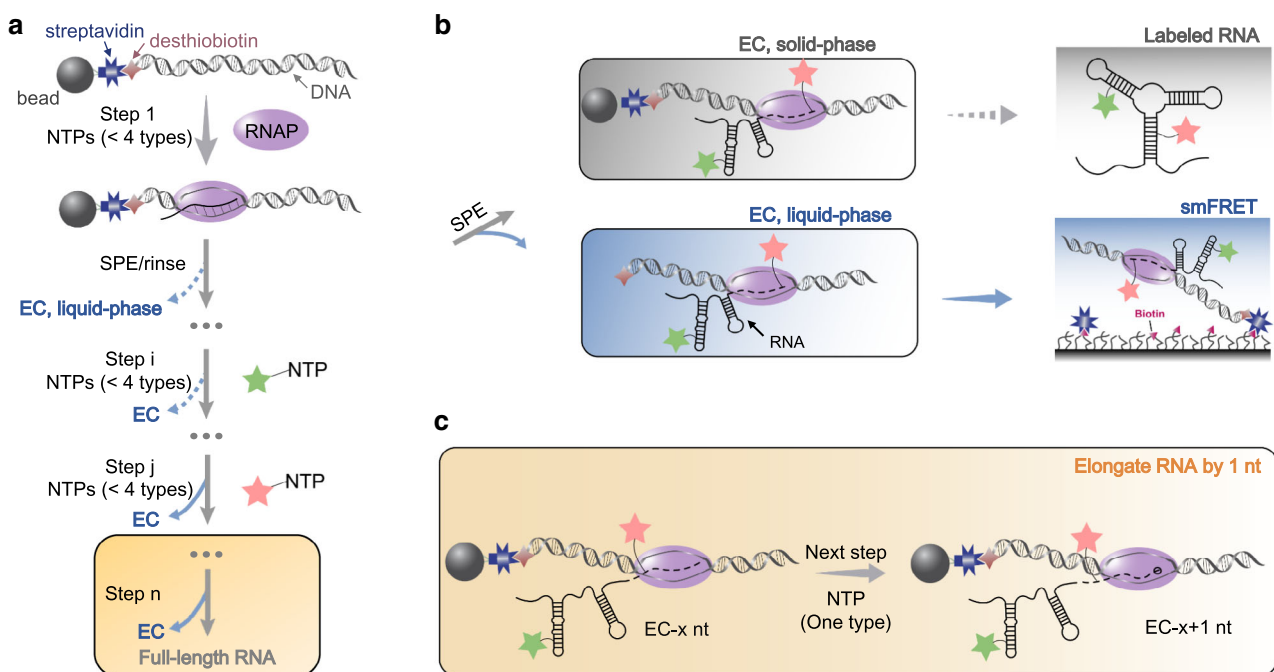 a
streptavidin
desthiobiotin
bead
DNA
Step 1
NTPs (< 4 types)
RNAP
SPE/rinse
EC, liquid-phase
•••
Step i
NTPs (< 4 types)
NTP
EC
•••
Step j
NTPs (< 4 types)
NTP
EC
•••
Step n
EC
Full-length RNA
b
SPE
EC, solid-phase
Labeled RNA
EC, liquid-phase
RNA
smFRET
Biotin
c
Elongate RNA by 1 nt
EC-x nt
Next step
NTP
(One type)
EC-x+1 nt